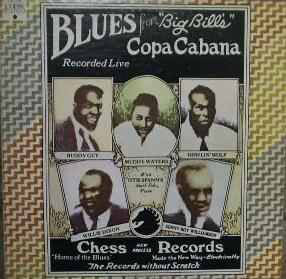 BLUES from "Big Bill's"
Copa Cabana
Recorded Live
BUDDY GUY
MUDDY WATERS
HOWLIN' WOLF
with
OTIS SPANN'S
Piano
WILLIE DIXON
SONNY BOY WILLIAMSON
Chess NEW PROCESS Records
"Home of the Blues" Made the New Way - Electrically
The Records without Scratch